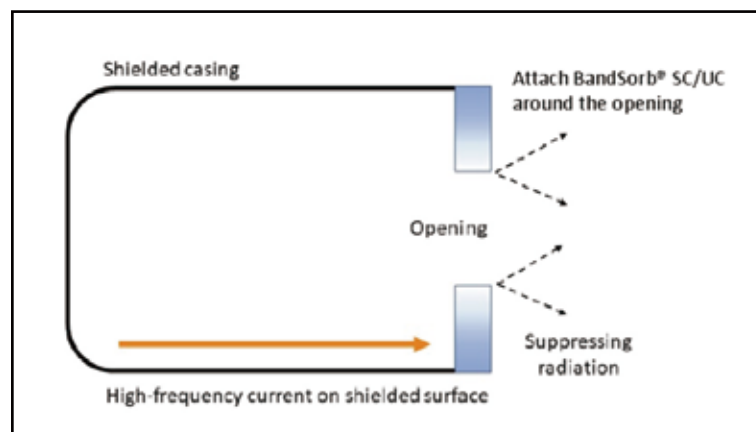 Shielded casing
Attach BandSorb® SC/UC
around the opening
Opening
Suppressing
radiation
High-frequency current on shielded surface